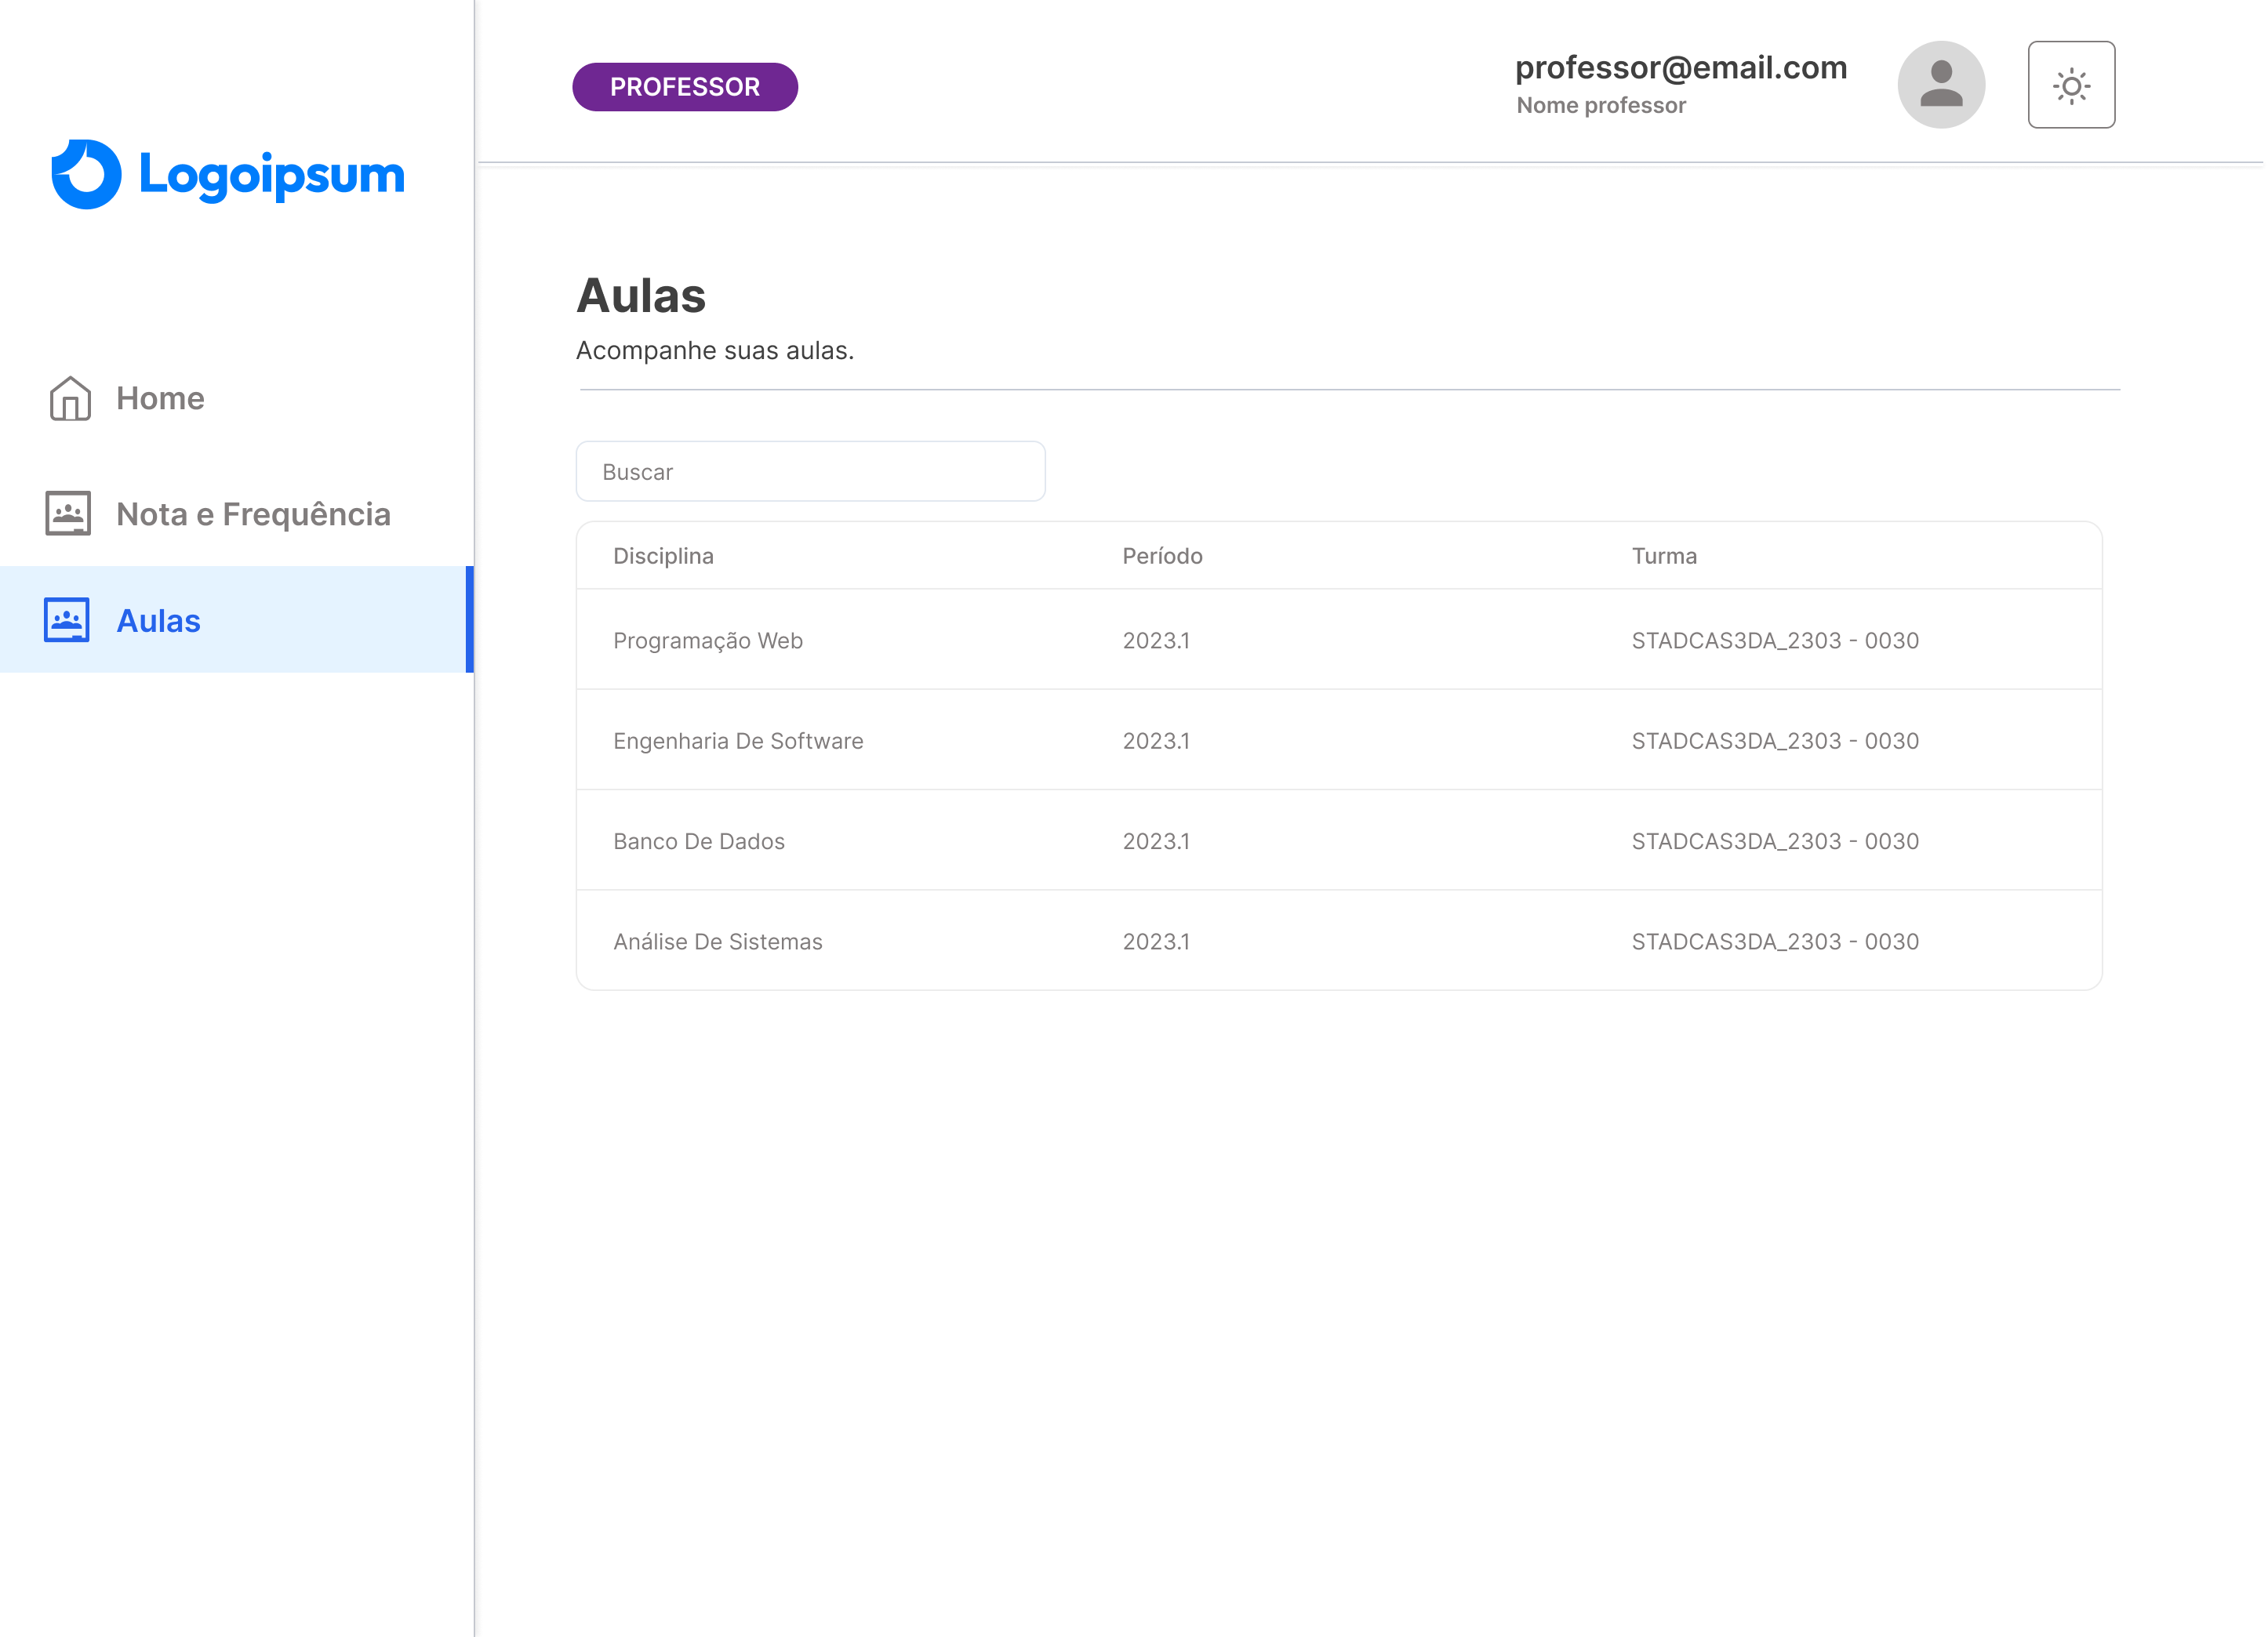 Logoipsum
Home
Nota e Frequência
Aulas
PROFESSOR
professor@email.com
Nome professor
Aulas
Acompanhe suas aulas.
Buscar
Disciplina Período Turma
Programação Web 2023.1 STADCAS3DA_2303 - 0030
Engenharia De Software 2023.1 STADCAS3DA_2303 - 0030
Banco De Dados 2023.1 STADCAS3DA_2303 - 0030
Análise De Sistemas 2023.1 STADCAS3DA_2303 - 0030